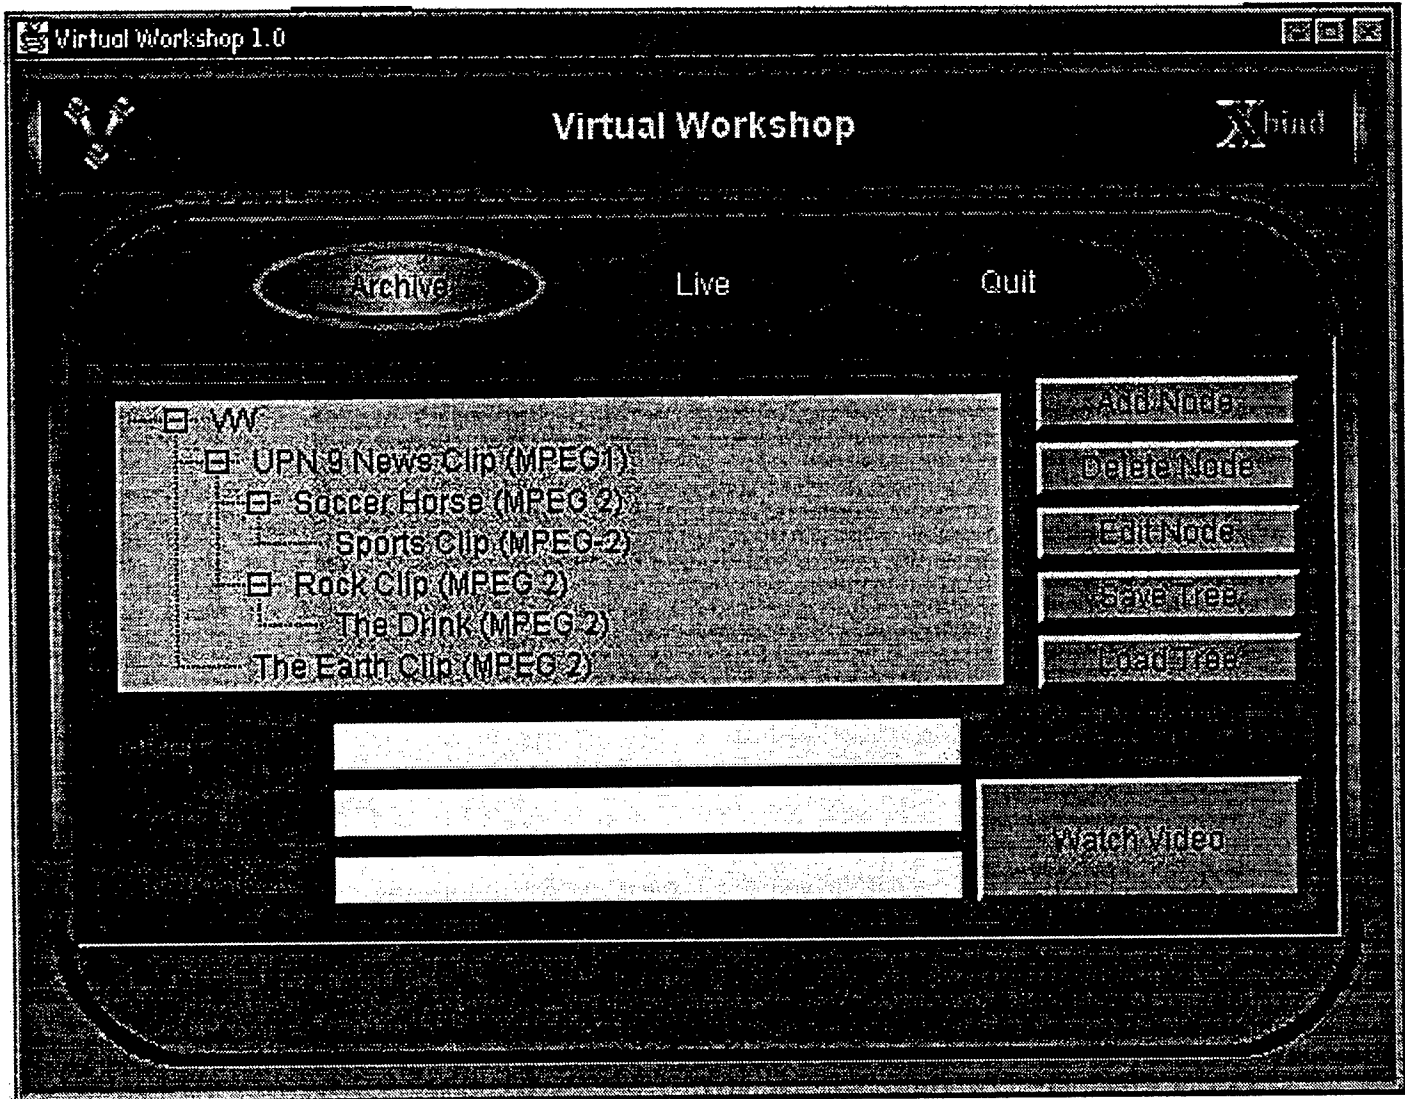 Virtual Workshop 1.0
Virtual Workshop
Xbind
Archive
Live
Quit
VW
UPN 9 News Clip (MPEG1)
Soccer Horse (MPEG 2)
Sports Clip (MPEG-2)
Rock Clip (MPEG 2)
The Drink (MPEG 2)
The Earth Clip (MPEG 2)
Add Node
Delete Node
Edit Node
Save Tree
Load Tree
Watch Video